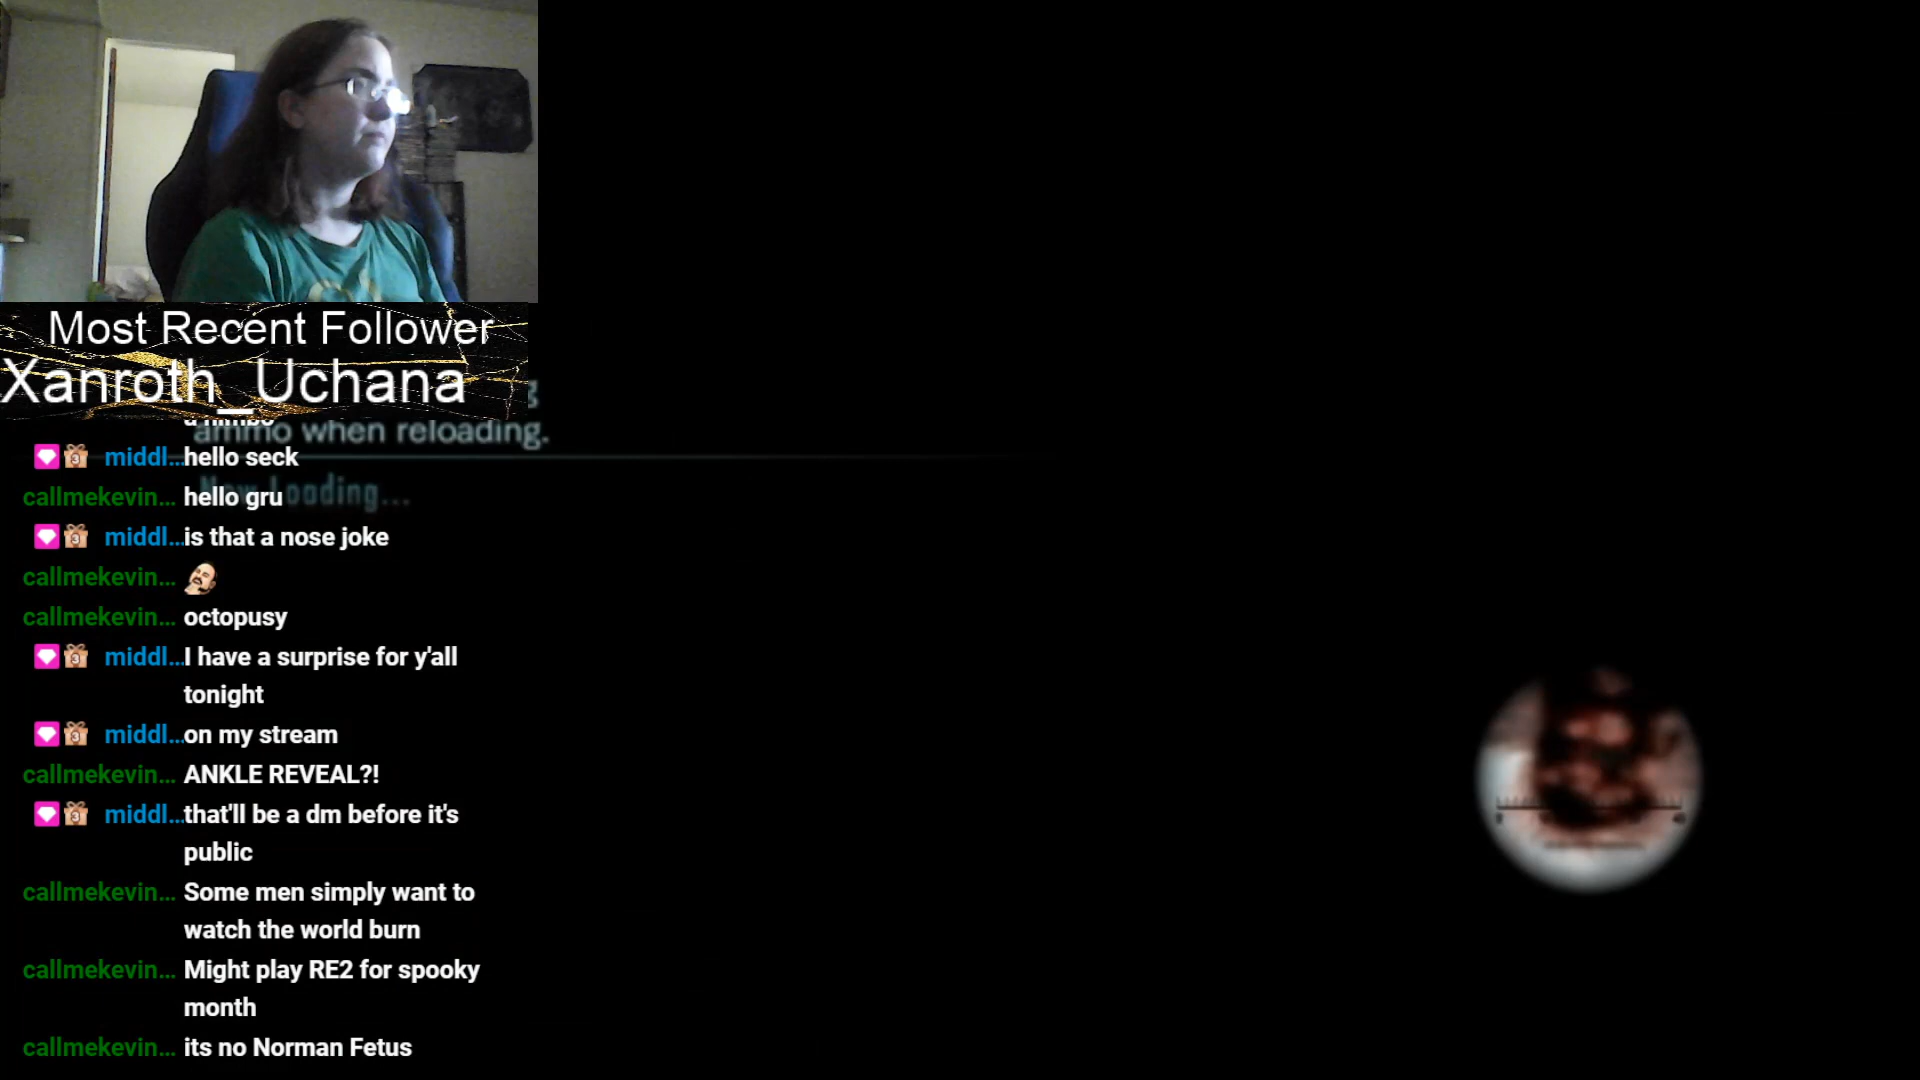 Most Recent Follower
Xanroth_Uchana
a himbo
ammo when reloading.
middl...hello seck
Now Loading...
callmekevin... hello gru
middl...is that a nose joke
callmekevin...
callmekevin... octopusy
middl...I have a surprise for y'all
tonight
middl...on my stream
callmekevin... ANKLE REVEAL?!
middl...that'll be a dm before it's
public
callmekevin... Some men simply want to
watch the world burn
callmekevin... Might play RE2 for spooky
month
callmekevin... its no Norman Fetus